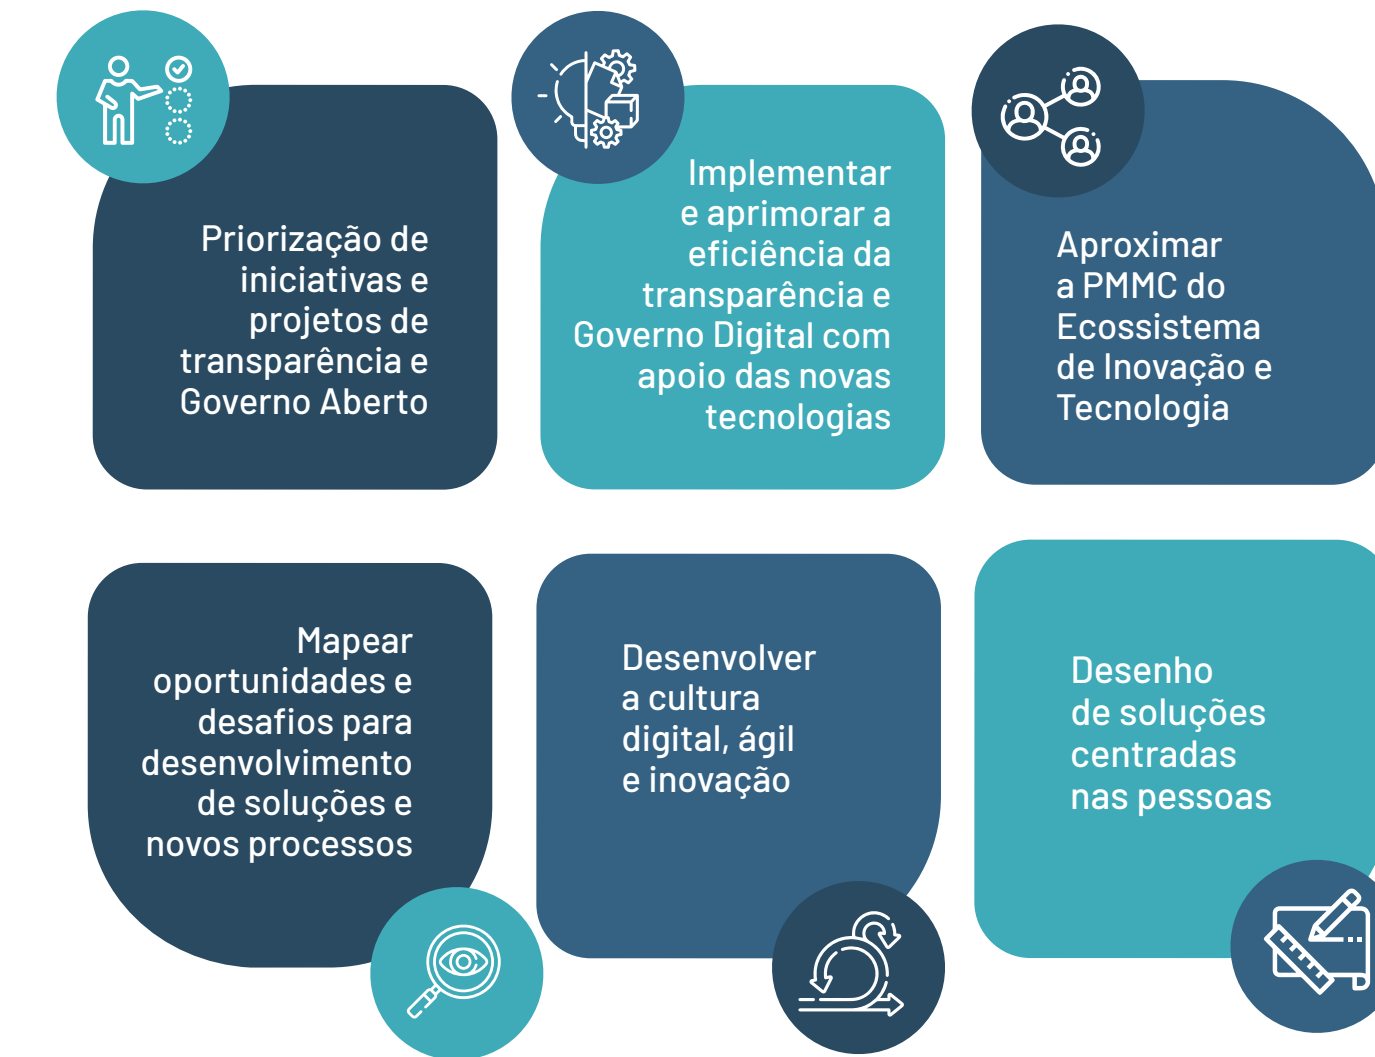 Priorização de
iniciativas e
projetos de
transparência e
Governo Aberto
Implementar
e aprimorar a
eficiência da
transparência e
Governo Digital com
apoio das novas
tecnologias
Aproximar
a PMMC do
Ecossistema
de Inovação e
Tecnologia
Mapear
oportunidades e
desafios para
desenvolvimento
de soluções e
novos processos
Desenvolver
a cultura
digital, ágil
e inovação
Desenho
de soluções
centradas
nas pessoas